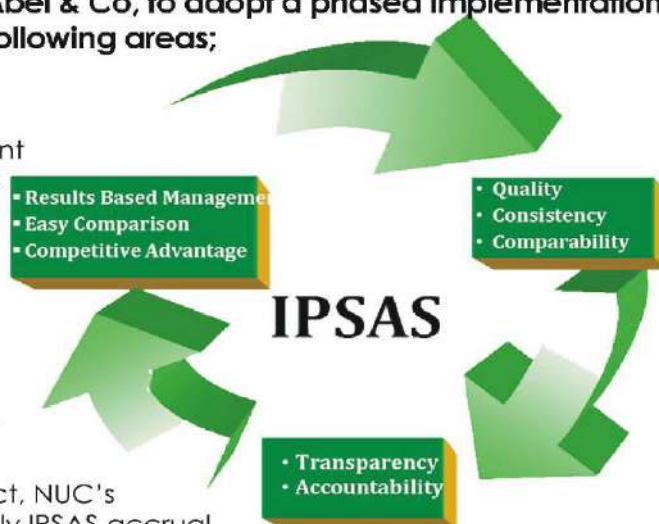 Abel & Co, to adopt a phased implementation
ollowing areas;
nt
▪ Results Based Manageme
▪ Easy Comparison
▪ Competitive Advantage
• Quality
• Consistency
• Comparability
IPSAS
• Transparency
• Accountability
ct, NUC's
ly IPSAS accrual